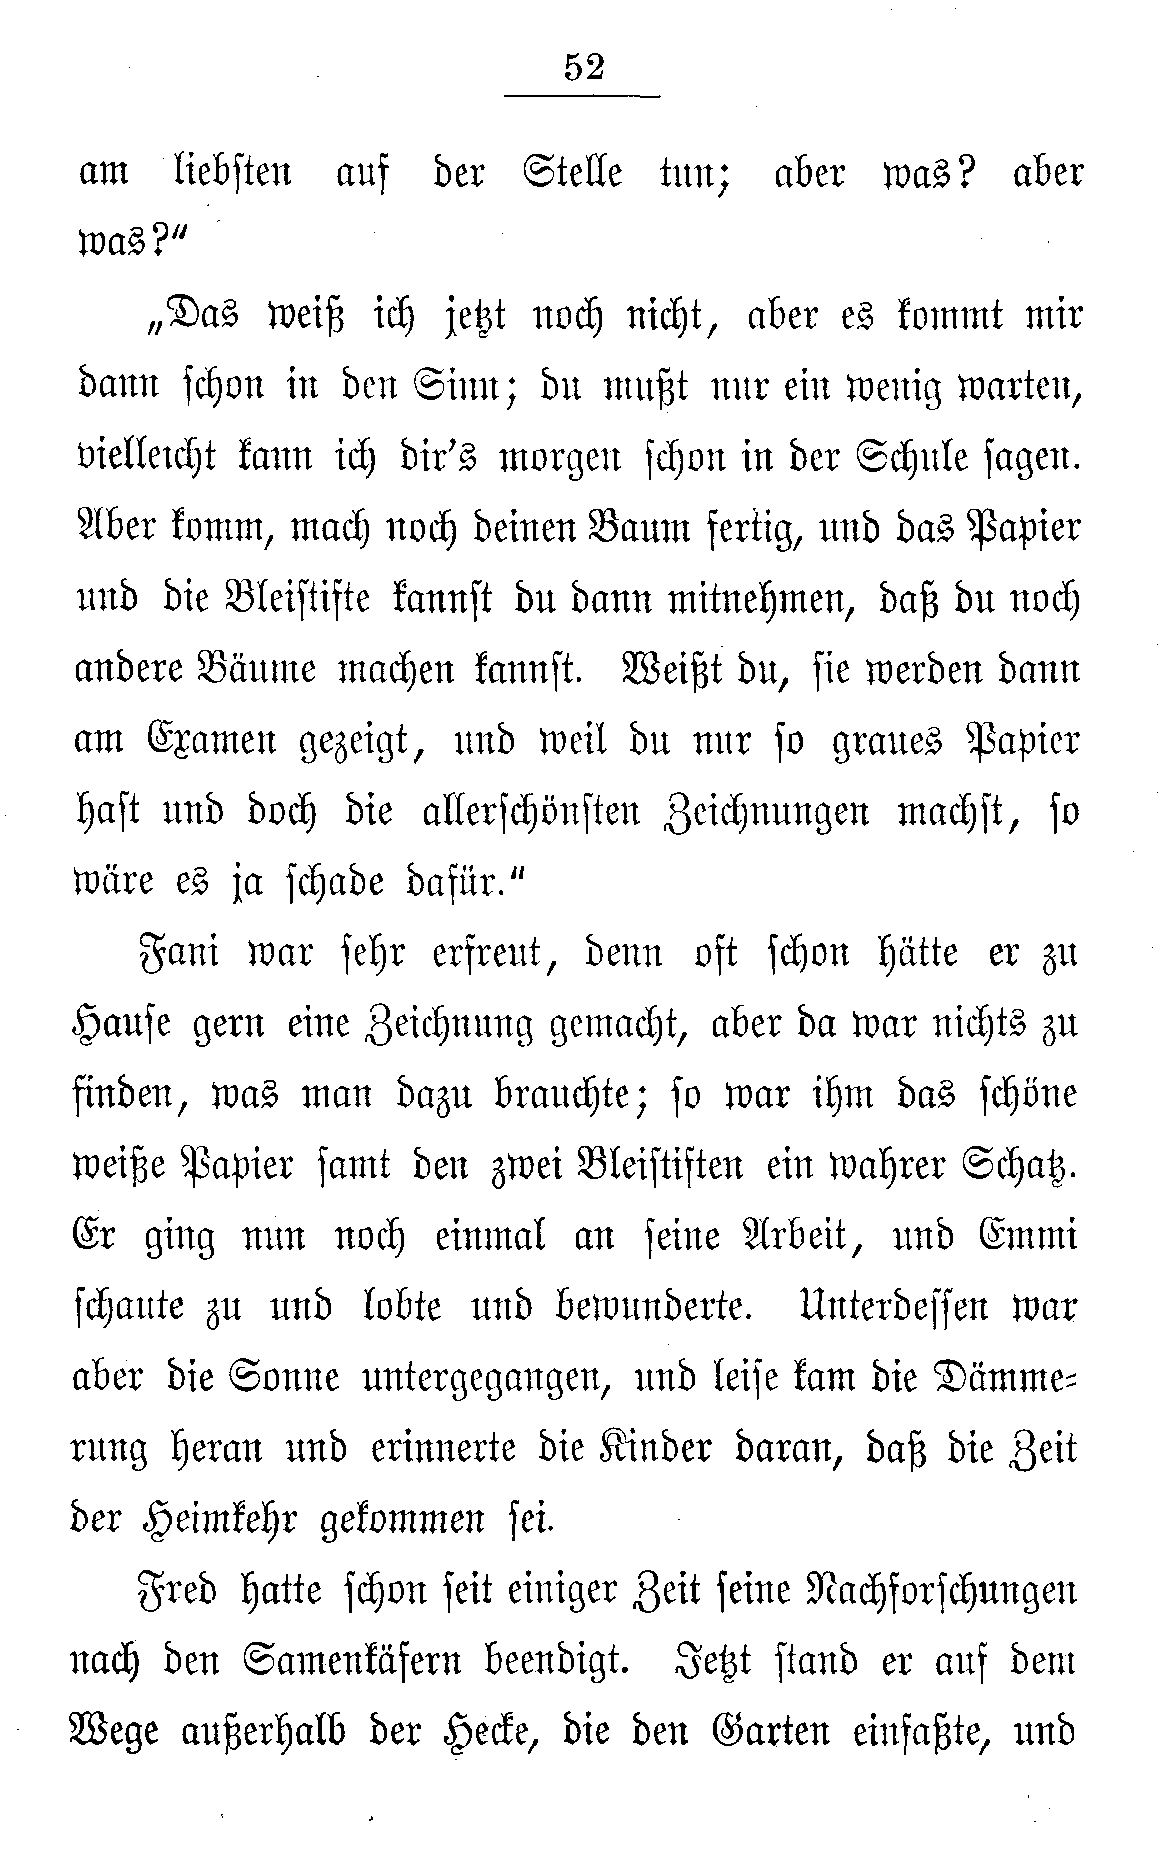 52
am liebsten auf der Stelle tun; aber was? aber
was?"
„Das weiß ich jetzt noch nicht, aber es kommt mir
dann schon in den Sinn; du mußt nur ein wenig warten,
vielleicht kann ich dir's morgen schon in der Schule sagen.
Aber komm, mach noch deinen Baum fertig, und das Papier
und die Bleistifte kannst du dann mitnehmen, daß du noch
andere Bäume machen kannst. Weißt du, sie werden dann
am Examen gezeigt, und weil du nur so graues Papier
hast und doch die allerschönsten Zeichnungen machst, so
wäre es ja schade dafür."
Fani war sehr erfreut, denn oft schon hätte er zu
Hause gern eine Zeichnung gemacht, aber da war nichts zu
finden, was man dazu brauchte; so war ihm das schöne
weiße Papier samt den zwei Bleistiften ein wahrer Schatz.
Er ging nun noch einmal an seine Arbeit, und Emmi
schaute zu und lobte und bewunderte. Unterdessen war
aber die Sonne untergegangen, und leise kam die Dämme-
rung heran und erinnerte die Kinder daran, daß die Zeit
der Heimkehr gekommen sei.
Fred hatte schon seit einiger Zeit seine Nachforschungen
nach den Samenkäfern beendigt. Jetzt stand er auf dem
Wege außerhalb der Hecke, die den Garten einfaßte, und